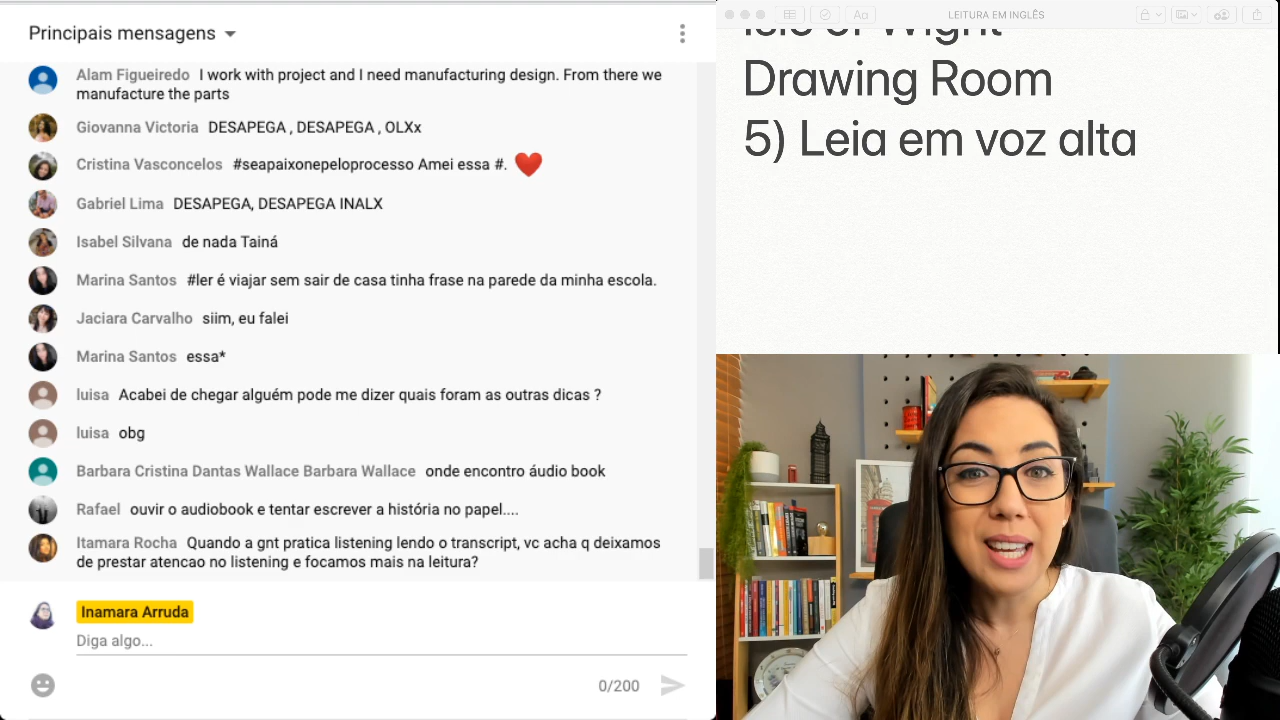 Principais mensagens
Alam Figueiredo I work with project and I need manufacturing design. From there we
manufacture the parts
Giovanna Victoria DESAPEGA , DESAPEGA , OLXx
Cristina Vasconcelos #seapaixonepeloprocesso Amei essa #. ❤️
Gabriel Lima DESAPEGA, DESAPEGA INALX
Isabel Silvana de nada Tainá
Marina Santos #ler é viajar sem sair de casa tinha frase na parede da minha escola.
Jaciara Carvalho siim, eu falei
Marina Santos essa*
luisa Acabei de chegar alguém pode me dizer quais foram as outras dicas ?
luisa obg
Barbara Cristina Dantas Wallace Barbara Wallace onde encontro áudio book
Rafael ouvir o audiobook e tentar escrever a história no papel....
Itamara Rocha Quando a gnt pratica listening lendo o transcript, vc acha q deixamos
de prestar atencao no listening e focamos mais na leitura?
Inamara Arruda
Diga algo...
0/200
Aa
LEITURA EM INGLÊS
Isle of Wight
Drawing Room
5) Leia em voz alta